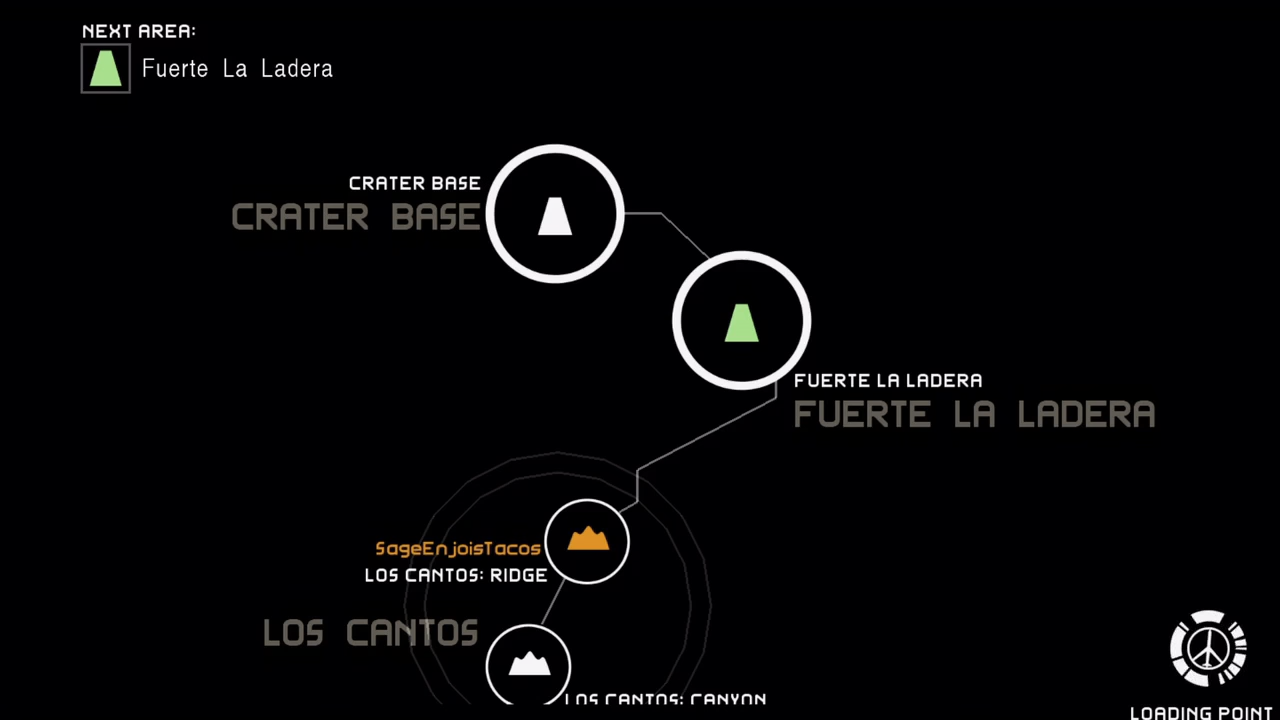 NEXT AREA:
Fuerte La Ladera
CRATER BASE
CRATER BASE
FUERTE LA LADERA
FUERTE LA LADERA
SageEnjoisTacos
LOS CANTOS: RIDGE
LOS CANTOS
LOS CANTOS: CANYON
LOADING POINT